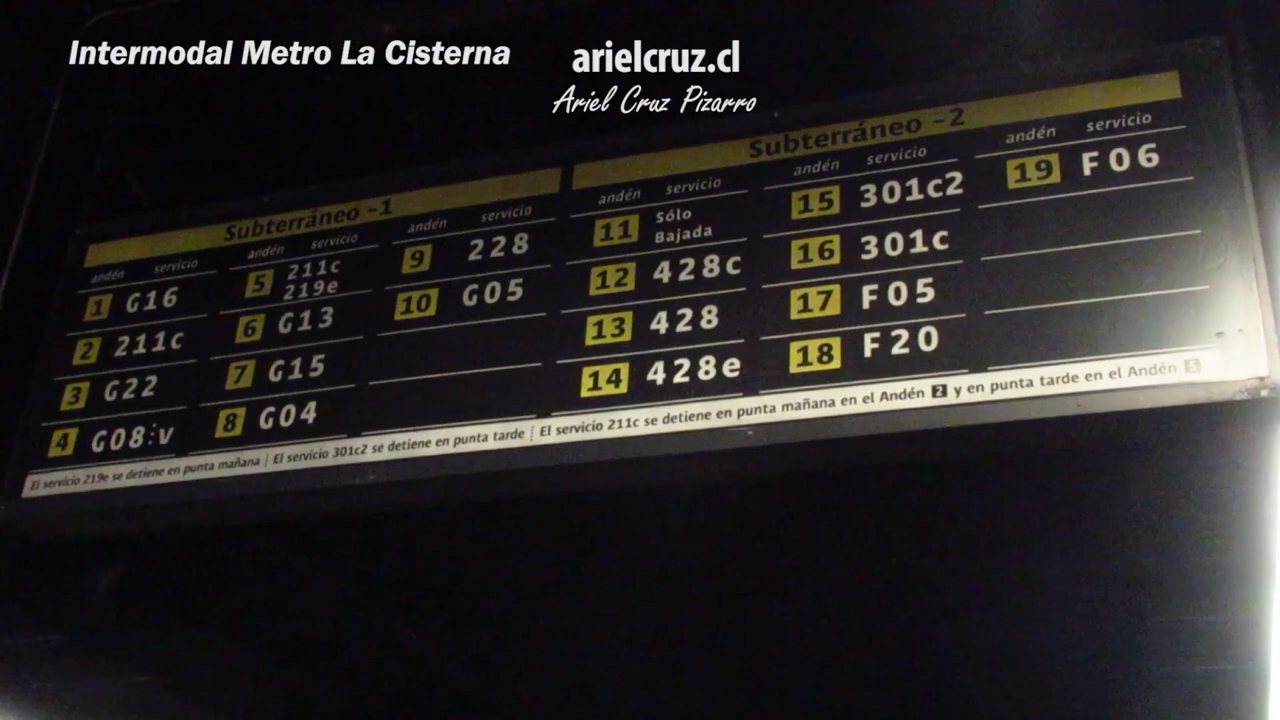 Intermodal Metro La Cisterna
arielcruz.cl
Ariel Cruz Pizarro
Subterráneo -1
andén servicio
1 G16
2 211c
3 G22
4 G08:v
andén servicio
5 211c
219e
6 G13
7 G15
8 G04
andén servicio
9 228
10 G05
Subterráneo -2
andén servicio
11 Sólo
Bajada
12 428c
13 428
14 428e
andén servicio
15 301c2
16 301c
17 F05
18 F20
andén servicio
19 F06
El servicio 219e se detiene en punta mañana | El servicio 301c2 se detiene en punta tarde | El servicio 211c se detiene en punta mañana en el Andén 2 y en punta tarde en el Andén 5